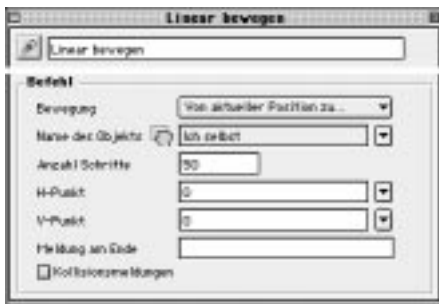 Linear bewegen
Linear bewegen
Befehl
Bewegung Von aktueller Position zu...
Name des Objekts Ich selbst
Anzahl Schritte 50
H-Punkt 0
V-Punkt 0
Meldung am Ende
Kollisionsmeldungen